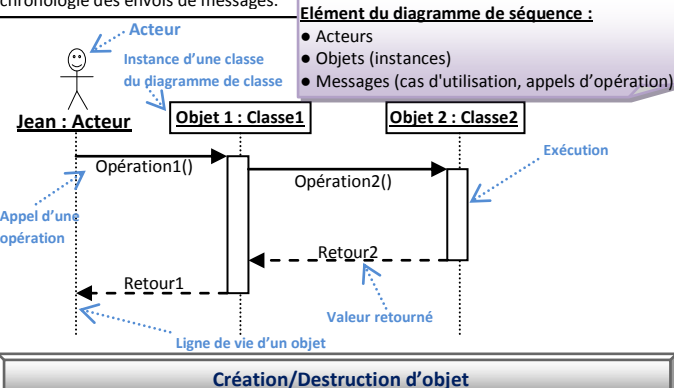 chronologie des envois de messages.
Elément du diagramme de séquence :
● Acteurs
● Objets (instances)
● Messages (cas d'utilisation, appels d'opération)
Acteur
Instance d'une classe
du diagramme de classe
Jean : Acteur
Objet 1 : Classe1
Objet 2 : Classe2
Opération1()
Opération2()
Exécution
Appel d'une
opération
Retour2
Retour1
Valeur retourné
Ligne de vie d'un objet
Création/Destruction d'objet